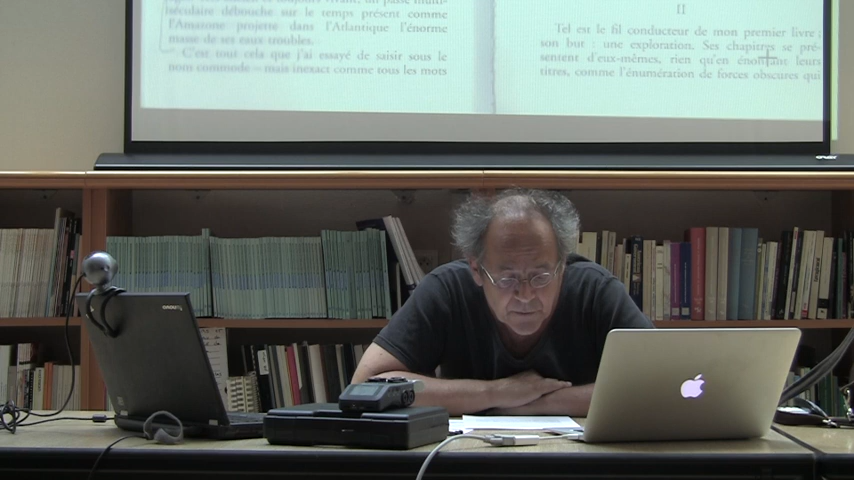 séculaire débouche sur le temps présent comme
l'Amazone projette dans l'Atlantique l'énorme
masse de ses eaux troubles.
C'est tout cela que j'ai essayé de saisir sous le
nom commode – mais inexact comme tous les mots
II
Tel est le fil conducteur de mon premier livre ;
son but : une exploration. Ses chapitres se pré-
sentent d'eux-mêmes, rien qu'en énonçant leurs
titres, comme l'énumération de forces obscures qui
lenovo